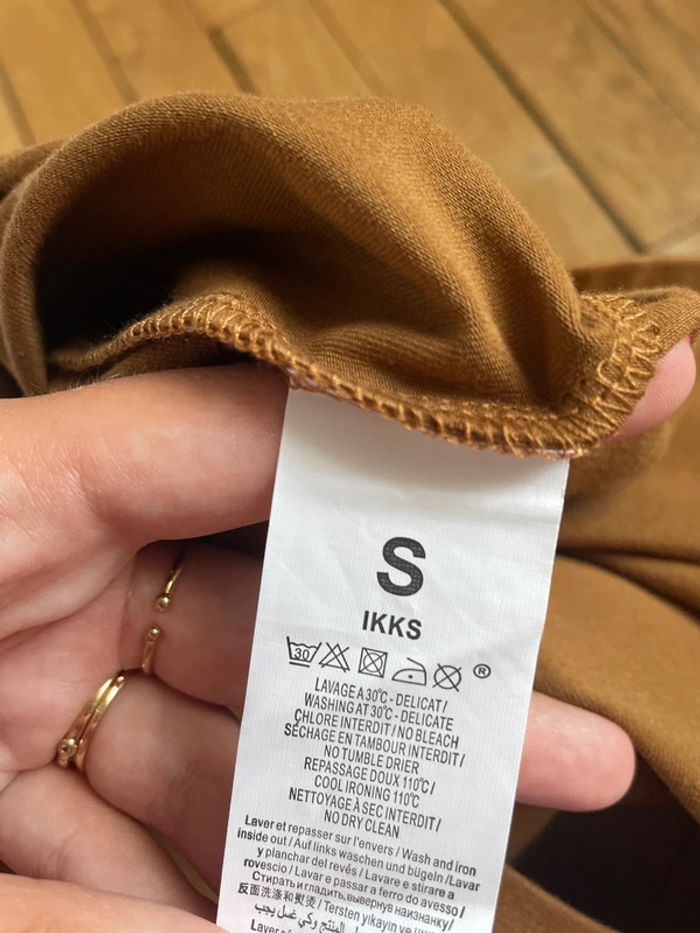 S
IKKS
30 ®
LAVAGE A 30°C - DELICAT /
WASHING AT 30°C - DELICATE
CHLORE INTERDIT / NO BLEACH
SÉCHAGE EN TAMBOUR INTERDIT /
NO TUMBLE DRIER
REPASSAGE DOUX 110°C /
COOL IRONING 110°C
NETTOYAGE À SEC INTERDIT /
NO DRY CLEAN
Laver et repasser sur l'envers / Wash and iron
inside out / Auf links waschen und bügeln / Lavar
y planchar del revés / Lavare e stirare a
rovescio / Lavar e passar a ferro do avesso /
Стирать и гладить, вывернув наизнанку /
反面洗涤和熨烫 / Tersten yıkayın ve